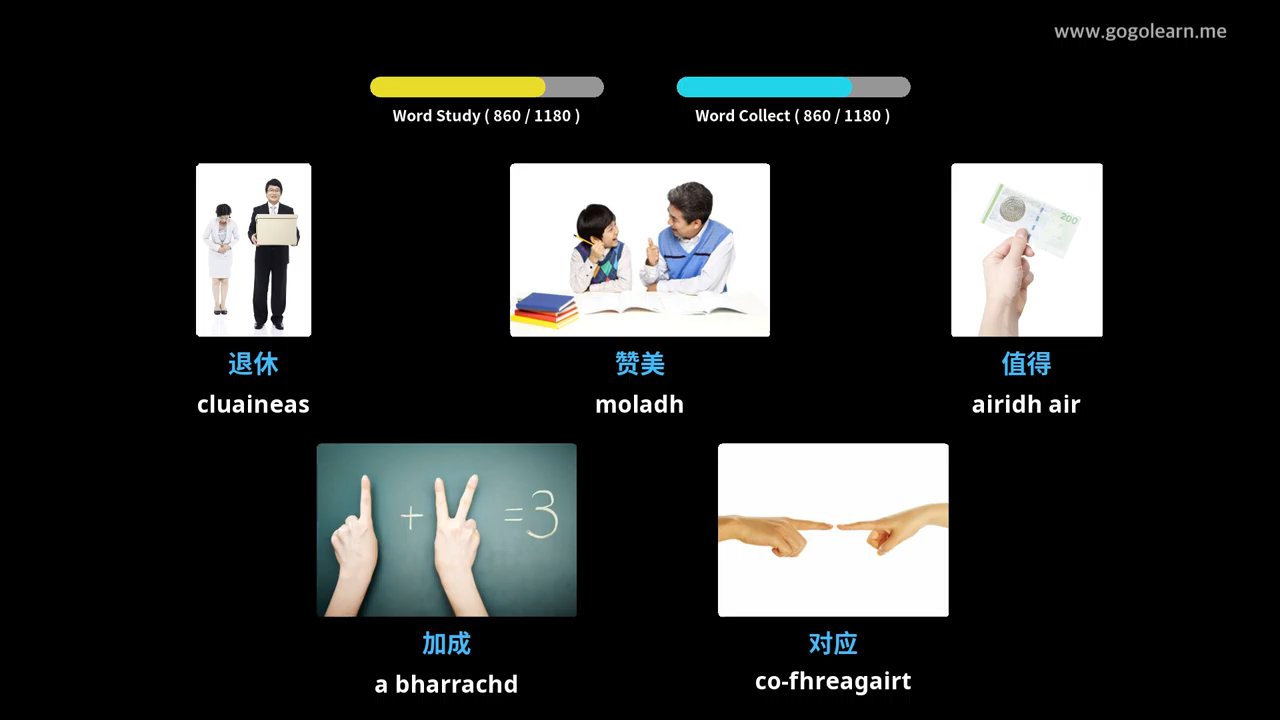 www.gogolearn.me
Word Study ( 860 / 1180 )
Word Collect ( 860 / 1180 )
退休
cluaineas
赞美
moladh
200
值得
airidh air
+ =3
加成
a bharrachd
对应
co-fhreagairt